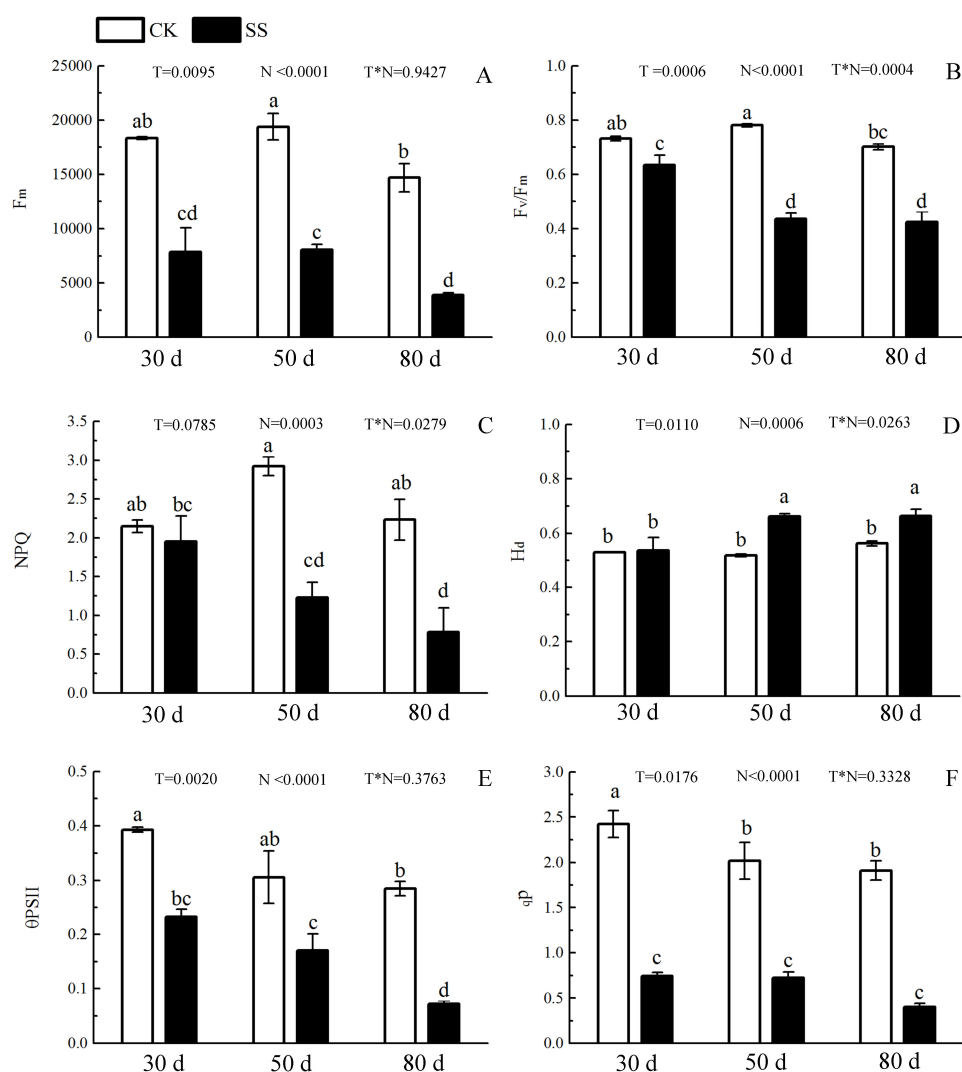 CK SS
T=0.0095 N <0.0001 T*N=0.9427 A
25000
20000
15000
10000
5000
0
Fm
ab a b
cd c d
30 d 50 d 80 d
T =0.0006 N<0.0001 T*N=0.0004 B
1.0
0.8
0.6
0.4
0.2
0.0
Fv/Fm
ab a bc
c d d
30 d 50 d 80 d
T=0.0785 N=0.0003 T*N=0.0279 C
3.5
3.0
2.5
2.0
1.5
1.0
0.5
0.0
NPQ
ab bc a cd ab d
30 d 50 d 80 d
T=0.0110 N=0.0006 T*N=0.0263 D
1.0
0.8
0.6
0.4
0.2
0.0
Hd
b b b a b a
30 d 50 d 80 d
T=0.0020 N <0.0001 T*N=0.3763 E
0.5
0.4
0.3
0.2
0.1
0.0
θPSII
a bc ab c b d
30 d 50 d 80 d
T=0.0176 N<0.0001 T*N=0.3328 F
3.0
2.5
2.0
1.5
1.0
0.5
0.0
qp
a c b c b c
30 d 50 d 80 d